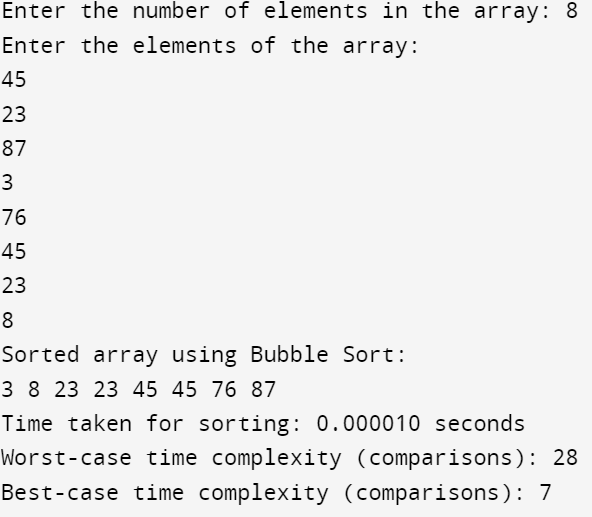 Enter the number of elements in the array: 8
Enter the elements of the array:
45
23
87
3
76
45
23
8
Sorted array using Bubble Sort:
3 8 23 23 45 45 76 87
Time taken for sorting: 0.000010 seconds
Worst-case time complexity (comparisons): 28
Best-case time complexity (comparisons): 7